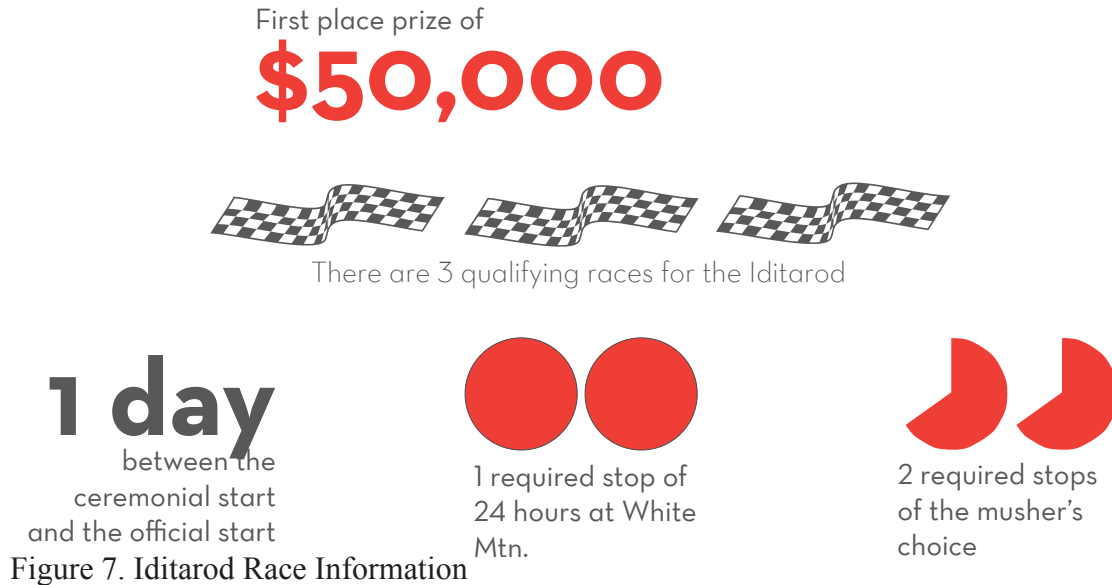 First place prize of
$50,000
There are 3 qualifying races for the Iditarod
1 day
between the
ceremonial start
and the official start
1 required stop of
24 hours at White
Mtn.
2 required stops
of the musher's
choice
Figure 7. Iditarod Race Information